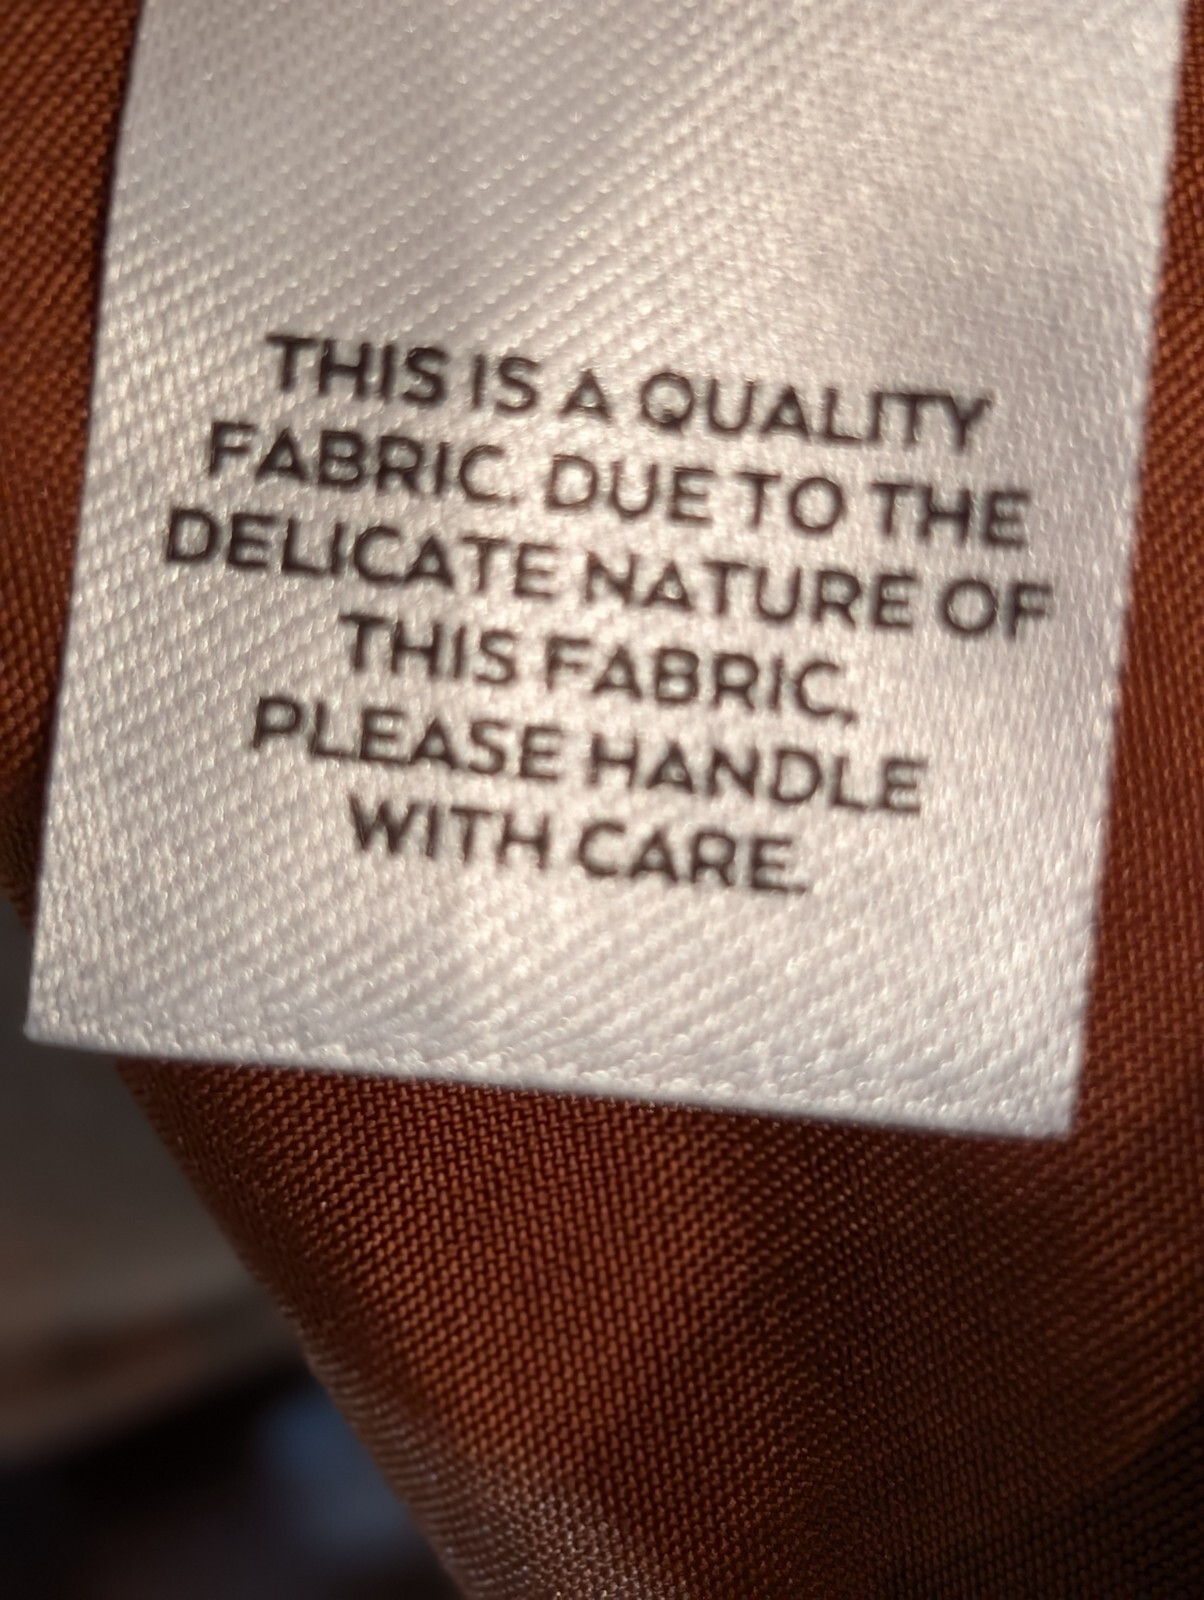 THIS IS A QUALITY
FABRIC. DUE TO THE
DELICATE NATURE OF
THIS FABRIC,
PLEASE HANDLE
WITH CARE.